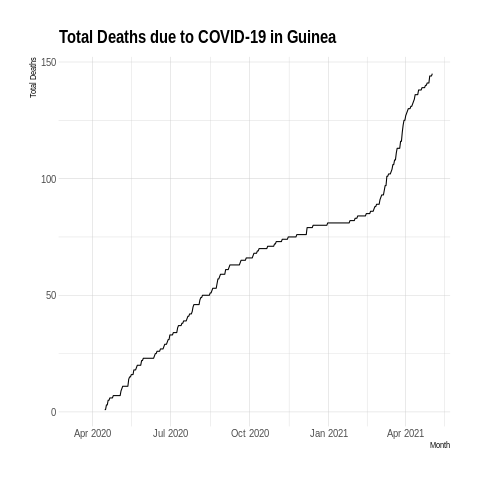 Total Deaths due to COVID-19 in Guinea
Total Deaths
150
100
50
0
Apr 2020 Jul 2020 Oct 2020 Jan 2021 Apr 2021
Month